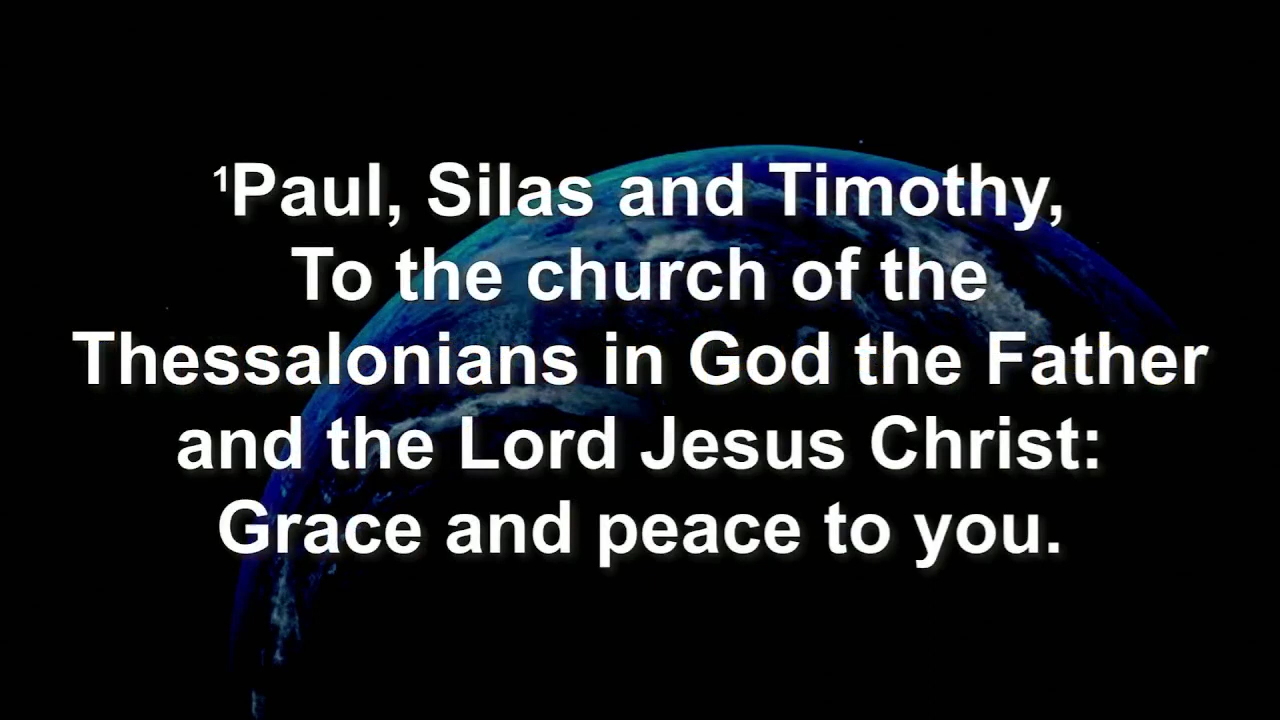 ¹Paul, Silas and Timothy,
To the church of the
Thessalonians in God the Father
and the Lord Jesus Christ:
Grace and peace to you.